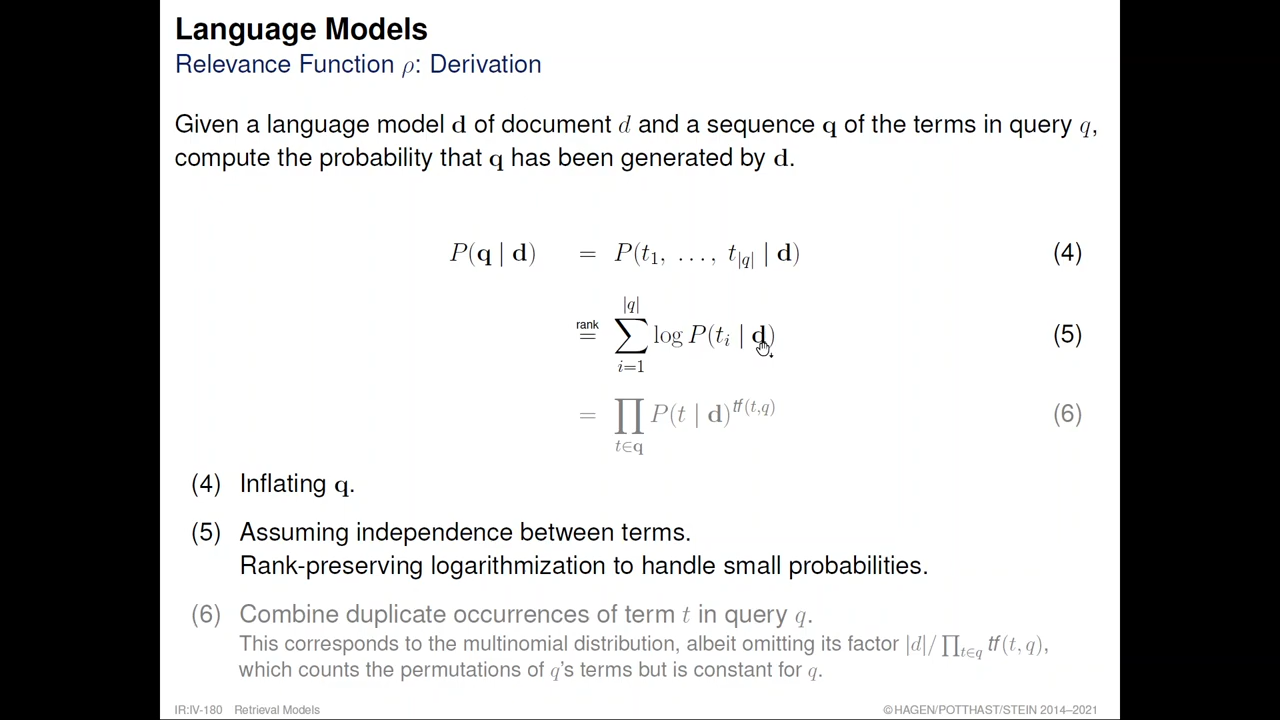 Language Models
Relevance Function ρ: Derivation
Given a language model d of document d and a sequence q of the terms in query q,
compute the probability that q has been generated by d.
P(q | d) = P(t_1, …, t_{|q|} | d) (4)
rank= ∑_{i=1}^{|q|} log P(t_i | d) (5)
= ∏_{t∈q} P(t | d)^{tf(t,q)} (6)
(4) Inflating q.
(5) Assuming independence between terms.
Rank-preserving logarithmization to handle small probabilities.
(6) Combine duplicate occurrences of term t in query q.
This corresponds to the multinomial distribution, albeit omitting its factor |d|/∏_{t∈q} tf(t, q),
which counts the permutations of q's terms but is constant for q.
IR:IV-180 Retrieval Models ©HAGEN/POTTHAST/STEIN 2014–2021